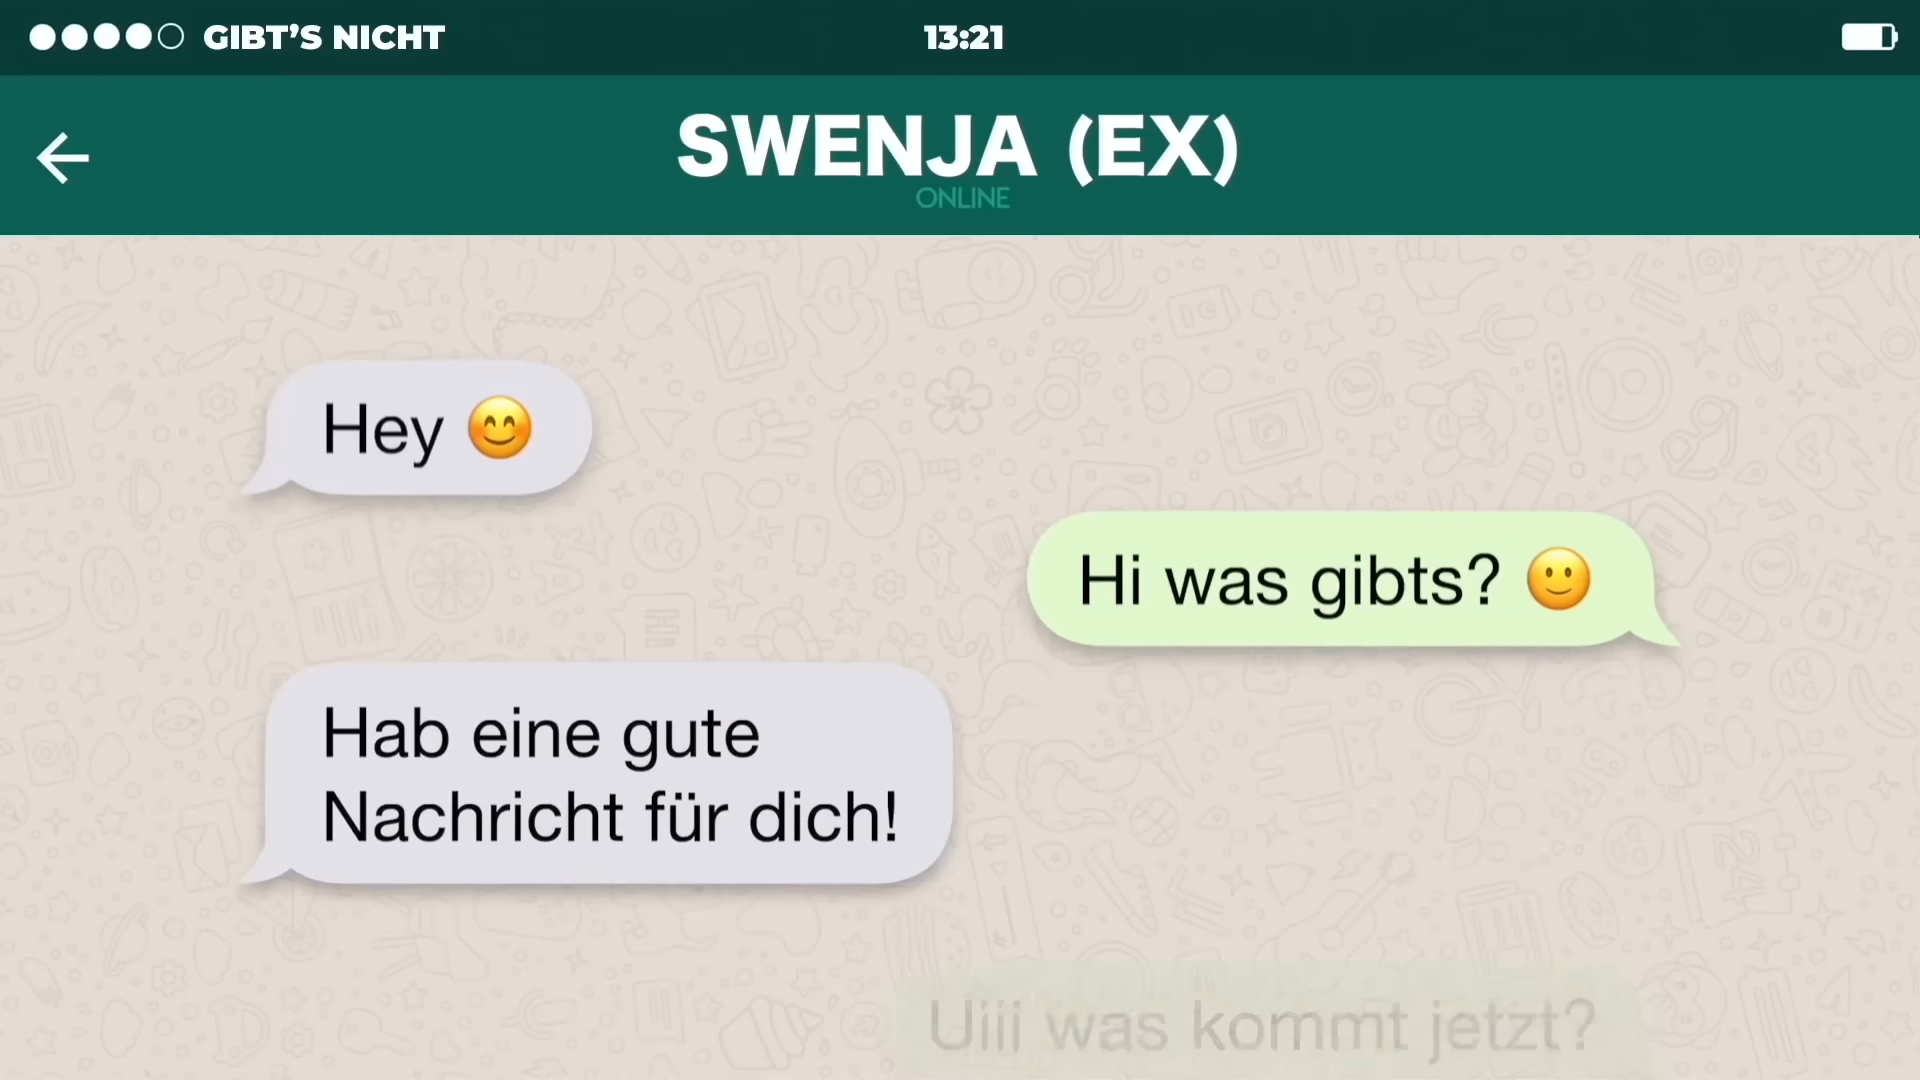 GIBT’S NICHT
13:21
SWENJA (EX)
ONLINE
Hey 😊
Hi was gibts? 🙂
Hab eine gute
Nachricht für dich!
Uiii was kommt jetzt?